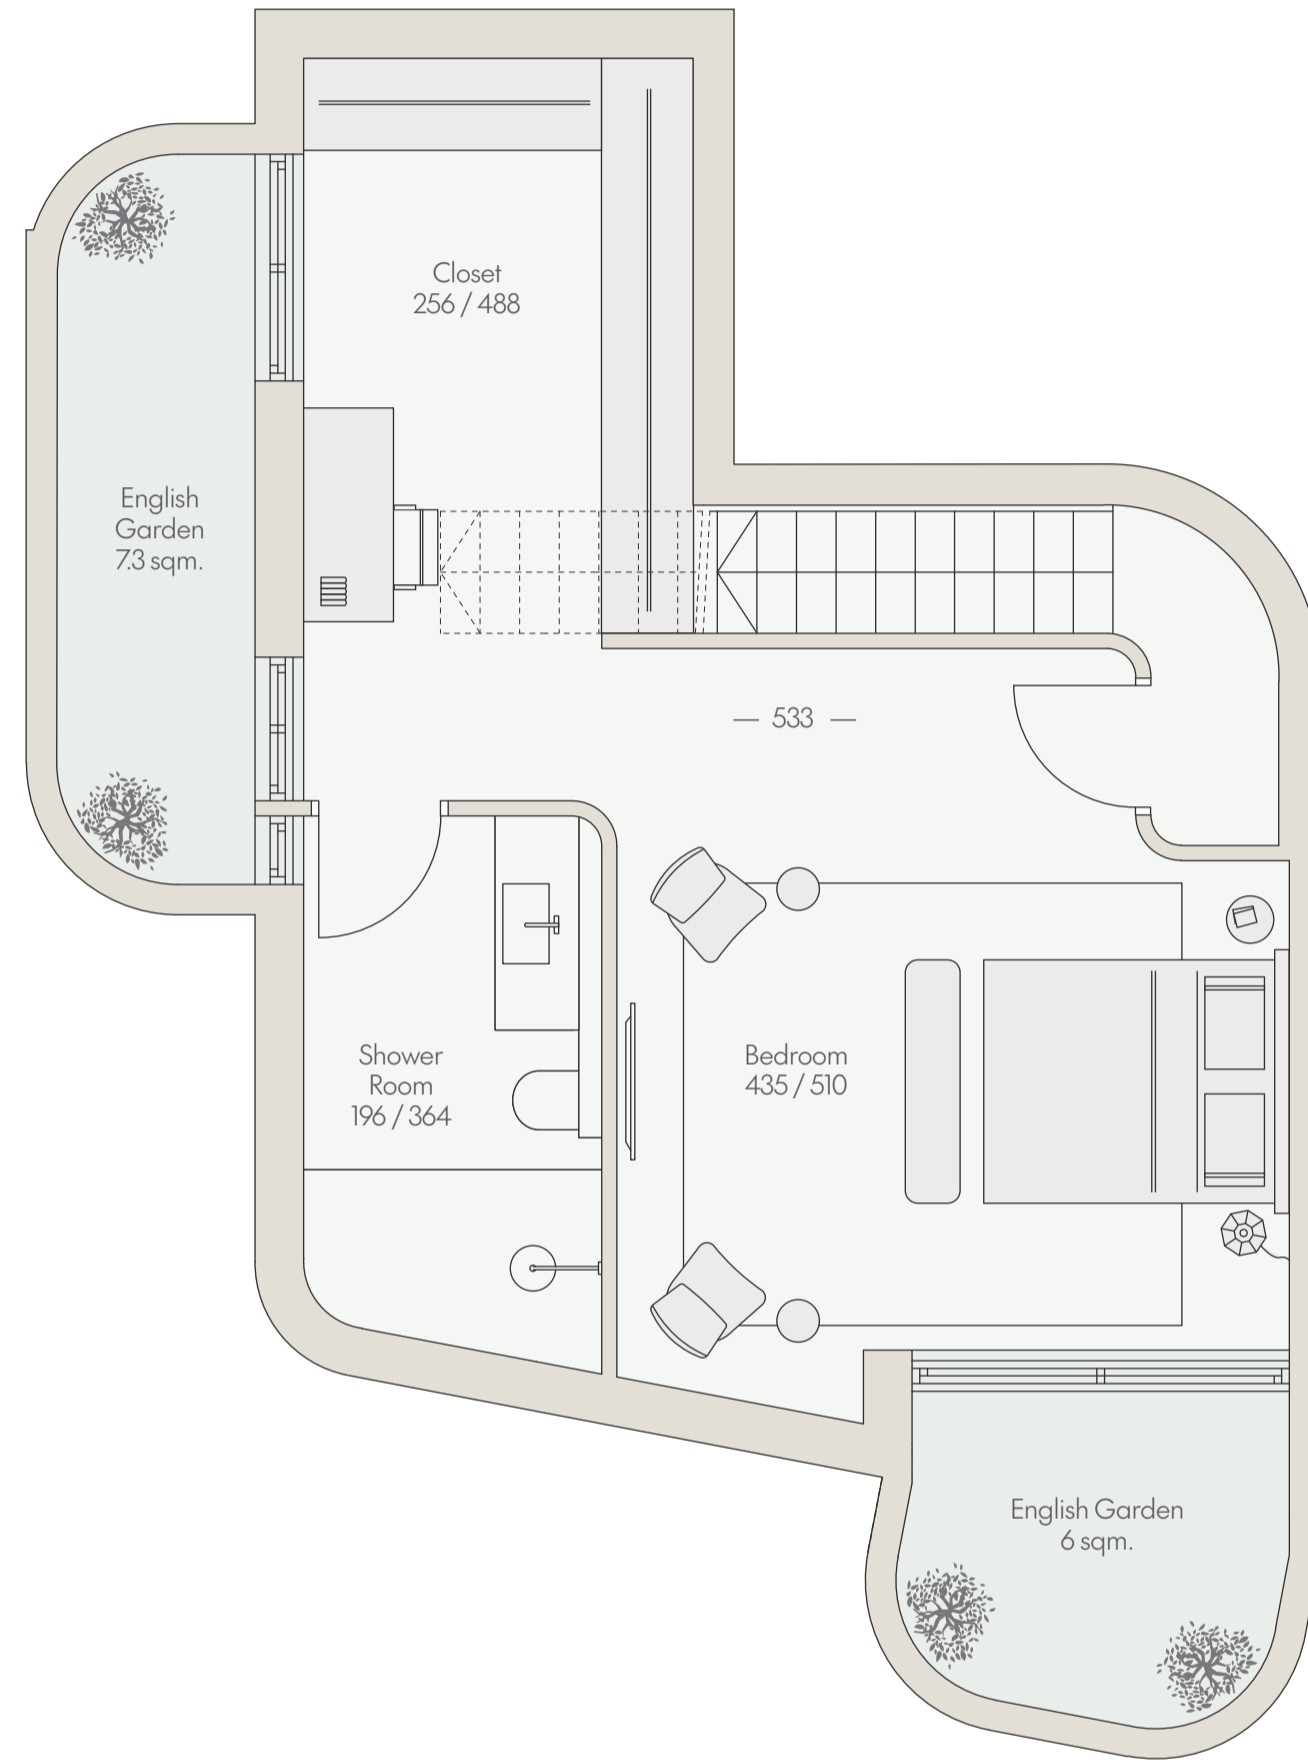 Closet
256 / 488
English
Garden
7.3 sqm.
— 533 —
Shower
Room
196 / 364
Bedroom
435 / 510
English Garden
6 sqm.